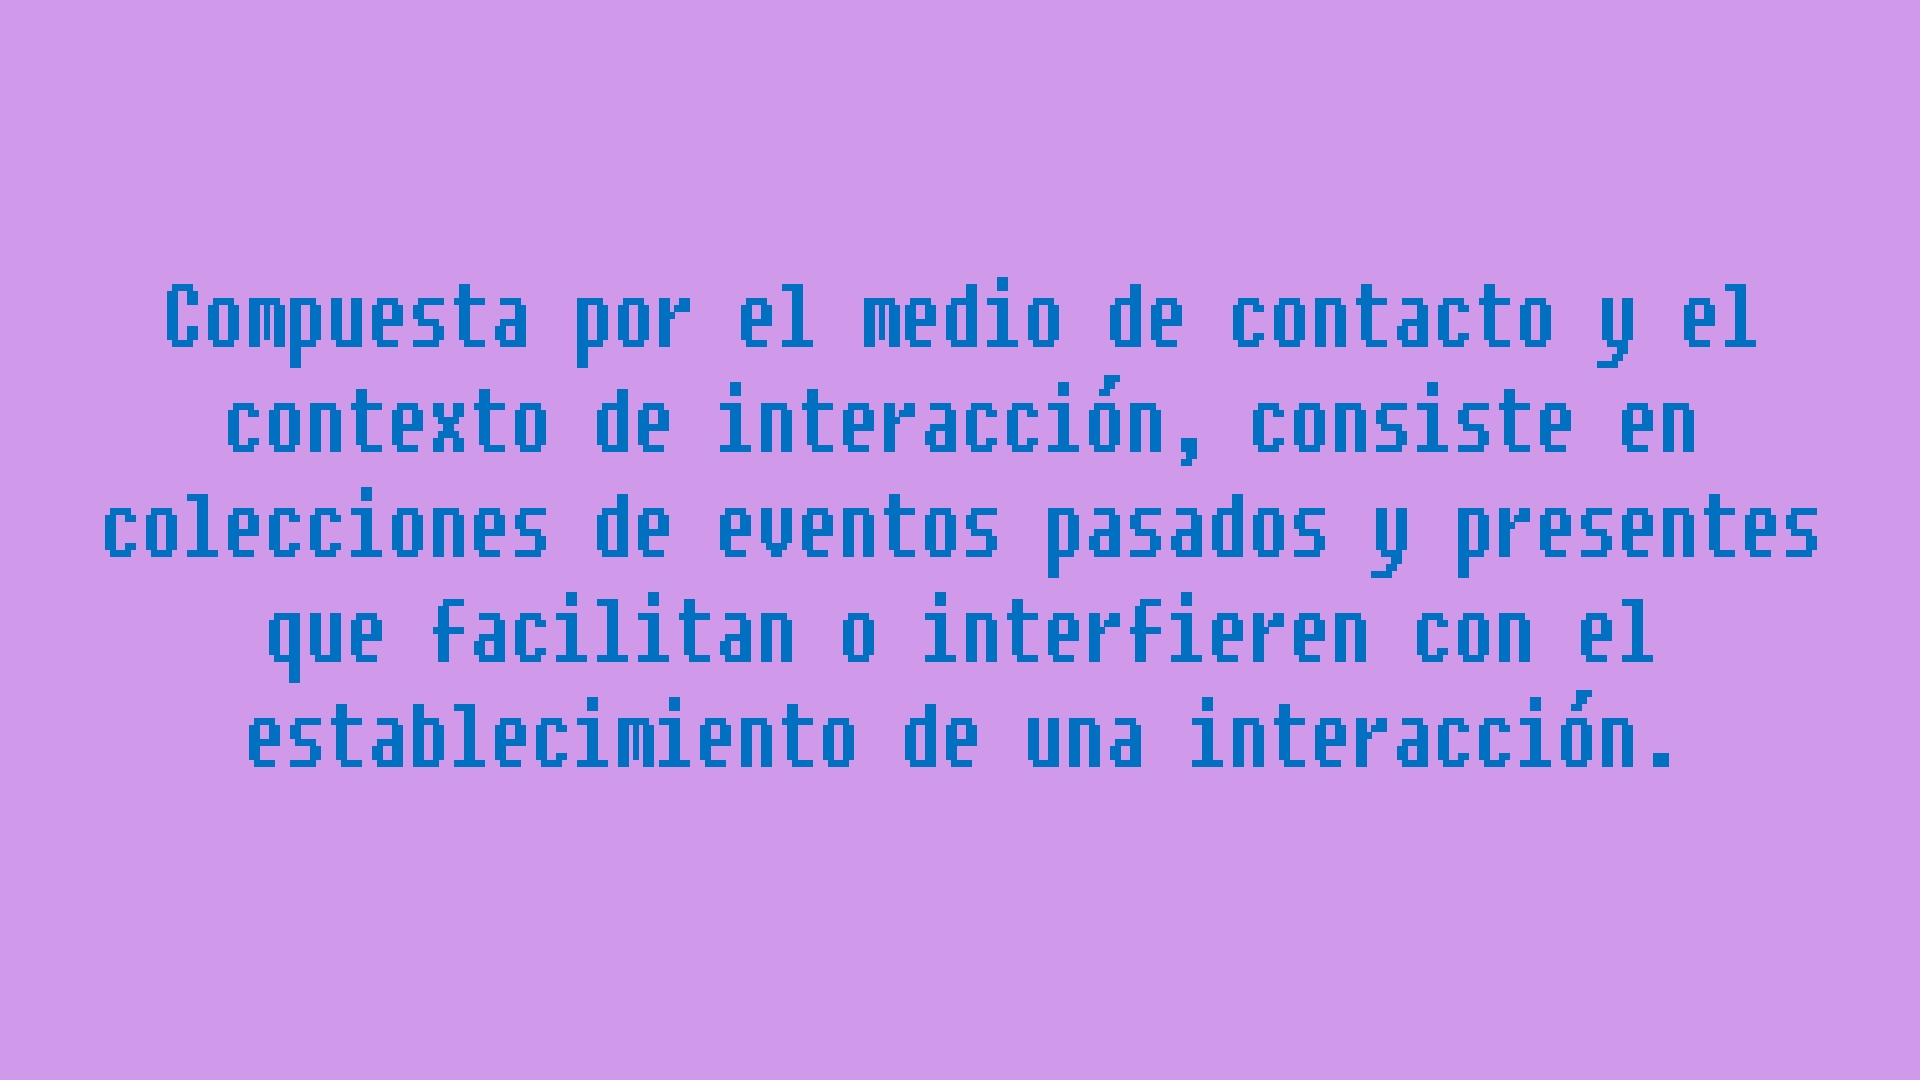 Compuesta por el medio de contacto y el
contexto de interacción, consiste en
colecciones de eventos pasados y presentes
que facilitan o interfieren con el
establecimiento de una interacción.